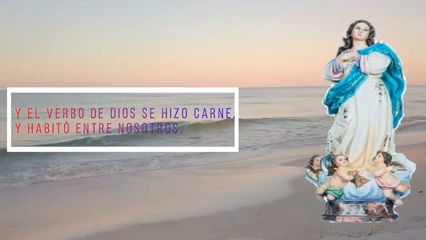 Y EL VERBO DE DIOS SE HIZO CARNE,
Y HABITÓ ENTRE NOSOTROS.